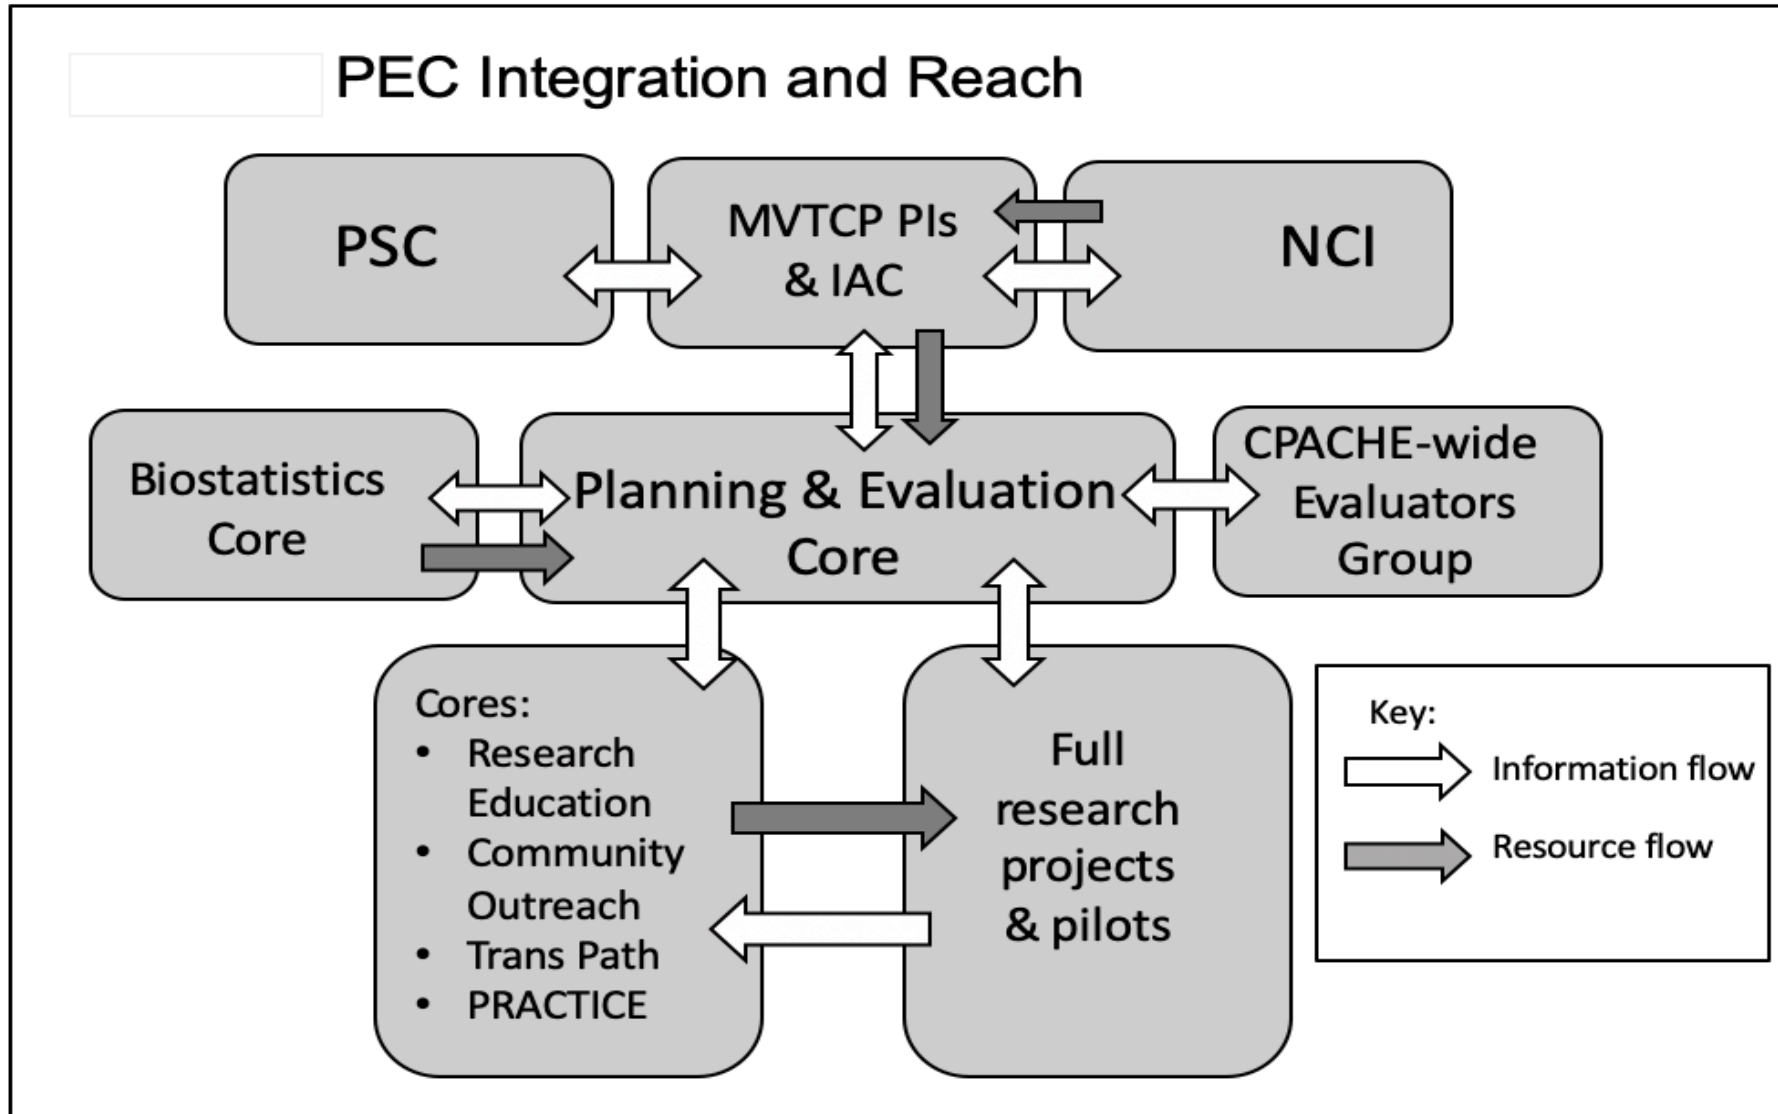 PEC Integration and Reach
PSC
MVTCP PIs
& IAC
NCI
Biostatistics
Core
Planning & Evaluation
Core
CPACHE-wide
Evaluators
Group
Cores:
• Research
Education
• Community
Outreach
• Trans Path
• PRACTICE
Full
research
projects
& pilots
Key:
Information flow
Resource flow